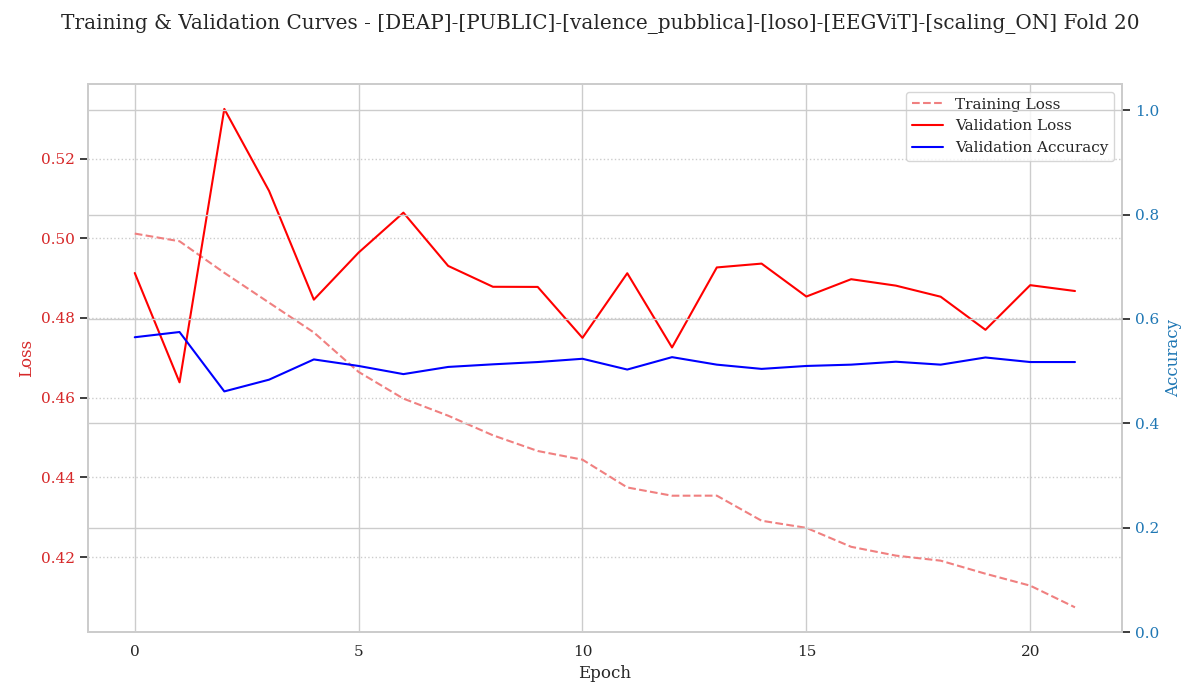 Training & Validation Curves - [DEAP]-[PUBLIC]-[valence_pubblica]-[loso]-[EEGViT]-[scaling_ON] Fold 20
Training Loss
Validation Loss
Validation Accuracy
0.52
0.50
0.48
0.46
0.44
0.42
Loss
1.0
0.8
0.6
0.4
0.2
0.0
Accuracy
0
5
10
15
20
Epoch